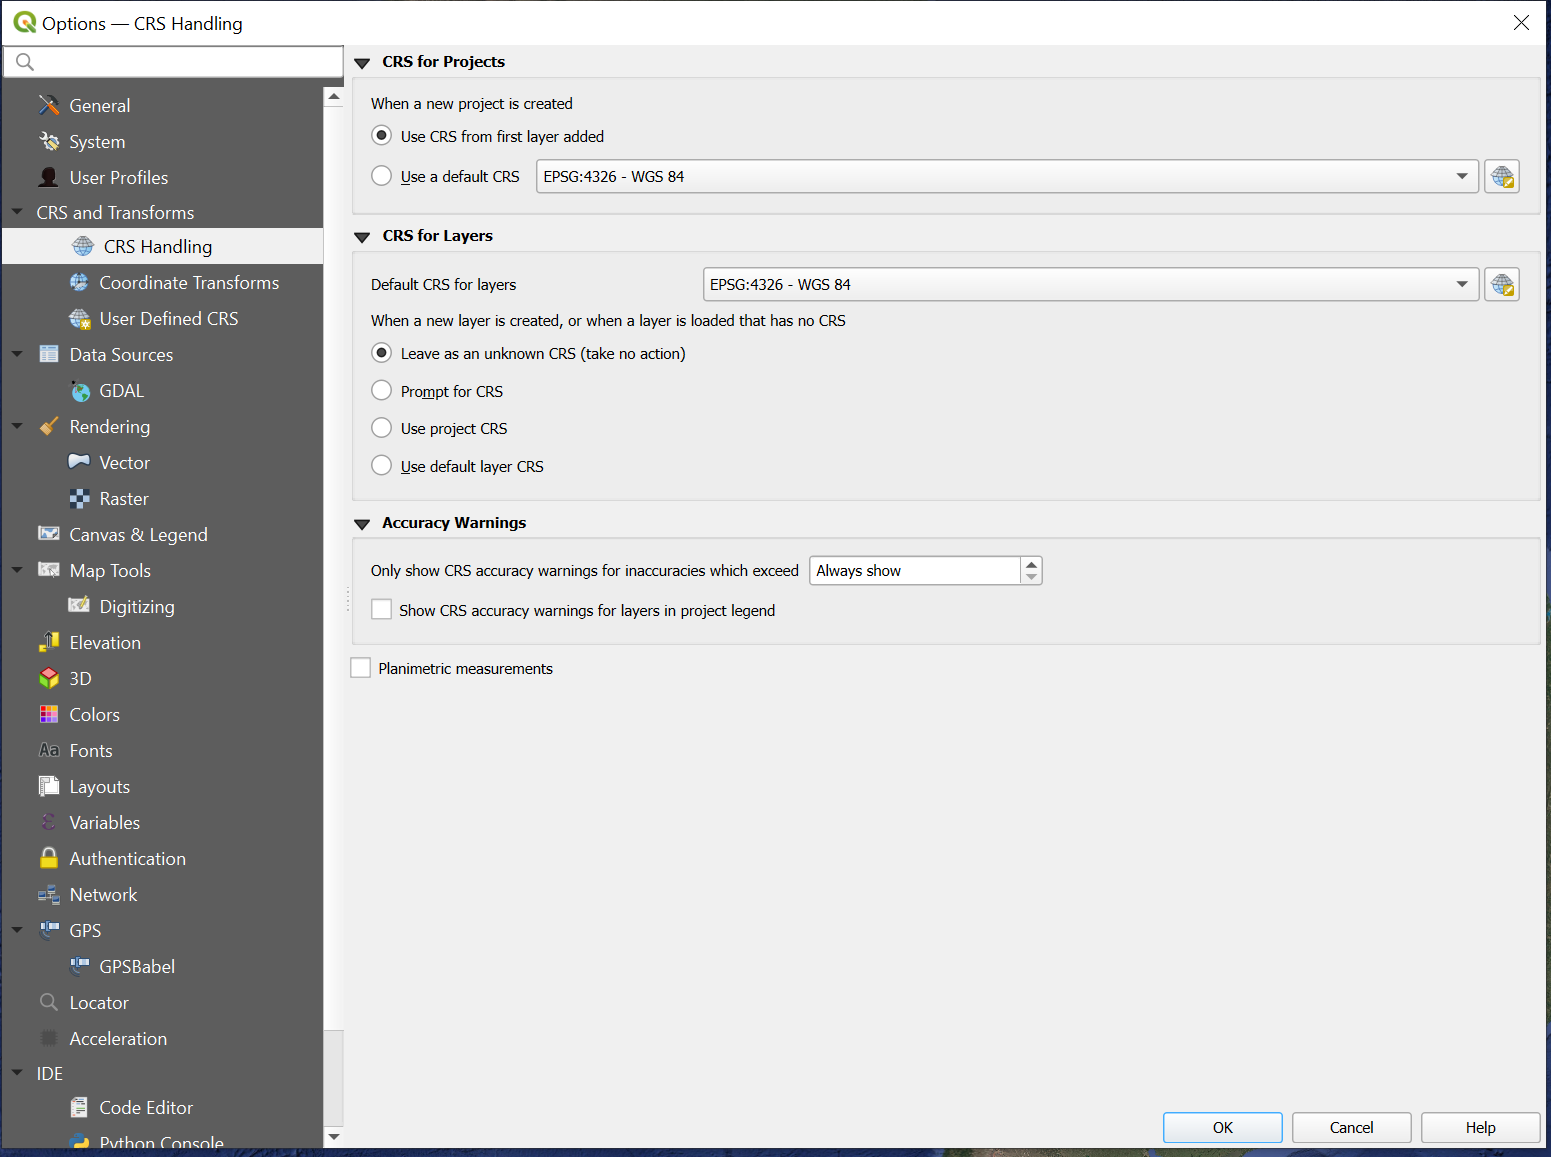 Options — CRS Handling
General
System
User Profiles
CRS and Transforms
CRS Handling
Coordinate Transforms
User Defined CRS
Data Sources
GDAL
Rendering
Vector
Raster
Canvas & Legend
Map Tools
Digitizing
Elevation
3D
Colors
Aa Fonts
Layouts
Variables
Authentication
Network
GPS
GPSBabel
Locator
Acceleration
IDE
Code Editor
Python Console
CRS for Projects
When a new project is created
Use CRS from first layer added
Use a default CRS EPSG:4326 - WGS 84
CRS for Layers
Default CRS for layers EPSG:4326 - WGS 84
When a new layer is created, or when a layer is loaded that has no CRS
Leave as an unknown CRS (take no action)
Prompt for CRS
Use project CRS
Use default layer CRS
Accuracy Warnings
Only show CRS accuracy warnings for inaccuracies which exceed Always show
Show CRS accuracy warnings for layers in project legend
Planimetric measurements
OK Cancel Help